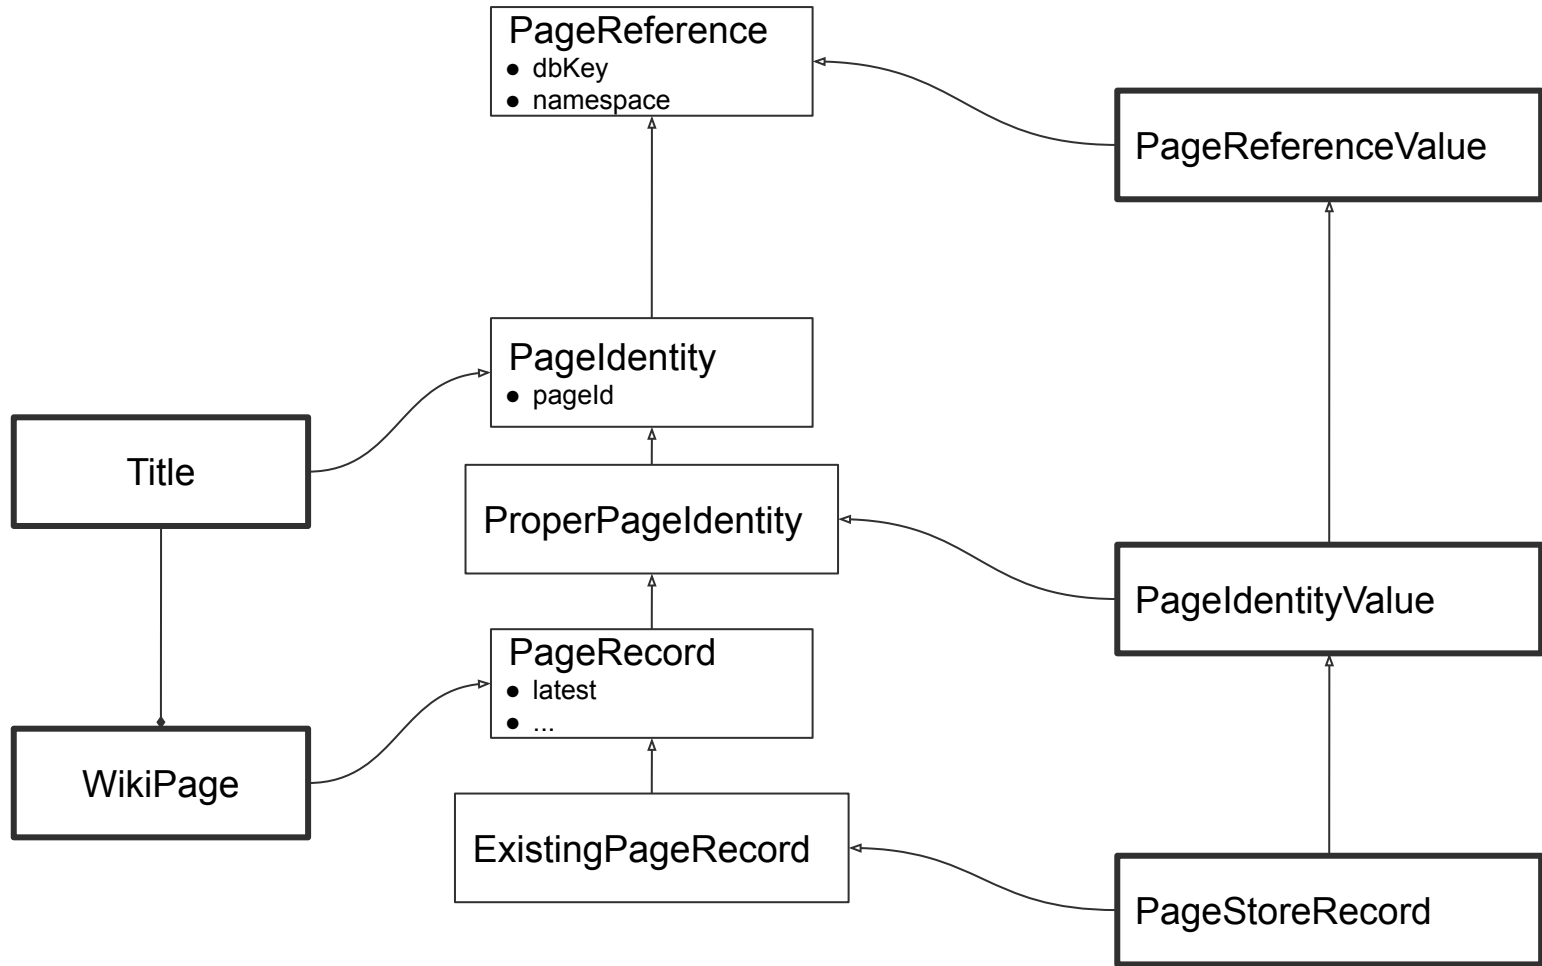 PageReference
● dbKey
● namespace
PageReferenceValue
PageIdentity
● pageId
Title
ProperPageIdentity
PageIdentityValue
PageRecord
● latest
● ...
WikiPage
ExistingPageRecord
PageStoreRecord